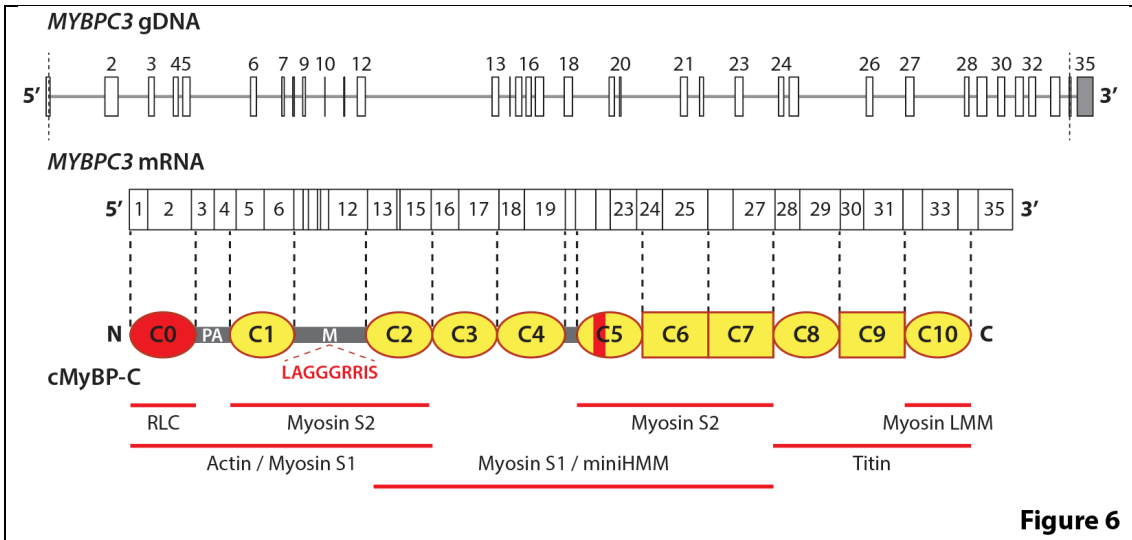 MYBPC3 gDNA
2 3 45 6 7 9 10 12 13 16 18 20 21 23 24 26 27 28 30 32 35
5′ 3′
MYBPC3 mRNA
5′ 1 2 3 4 5 6 12 13 15 16 17 18 19 23 24 25 27 28 29 30 31 33 35 3′
N C0 PA C1 M C2 C3 C4 C5 C6 C7 C8 C9 C10 C
LAGGGRRIS
cMyBP-C
RLC Myosin S2 Myosin S2 Myosin LMM
Actin / Myosin S1 Myosin S1 / miniHMM Titin
Figure 6